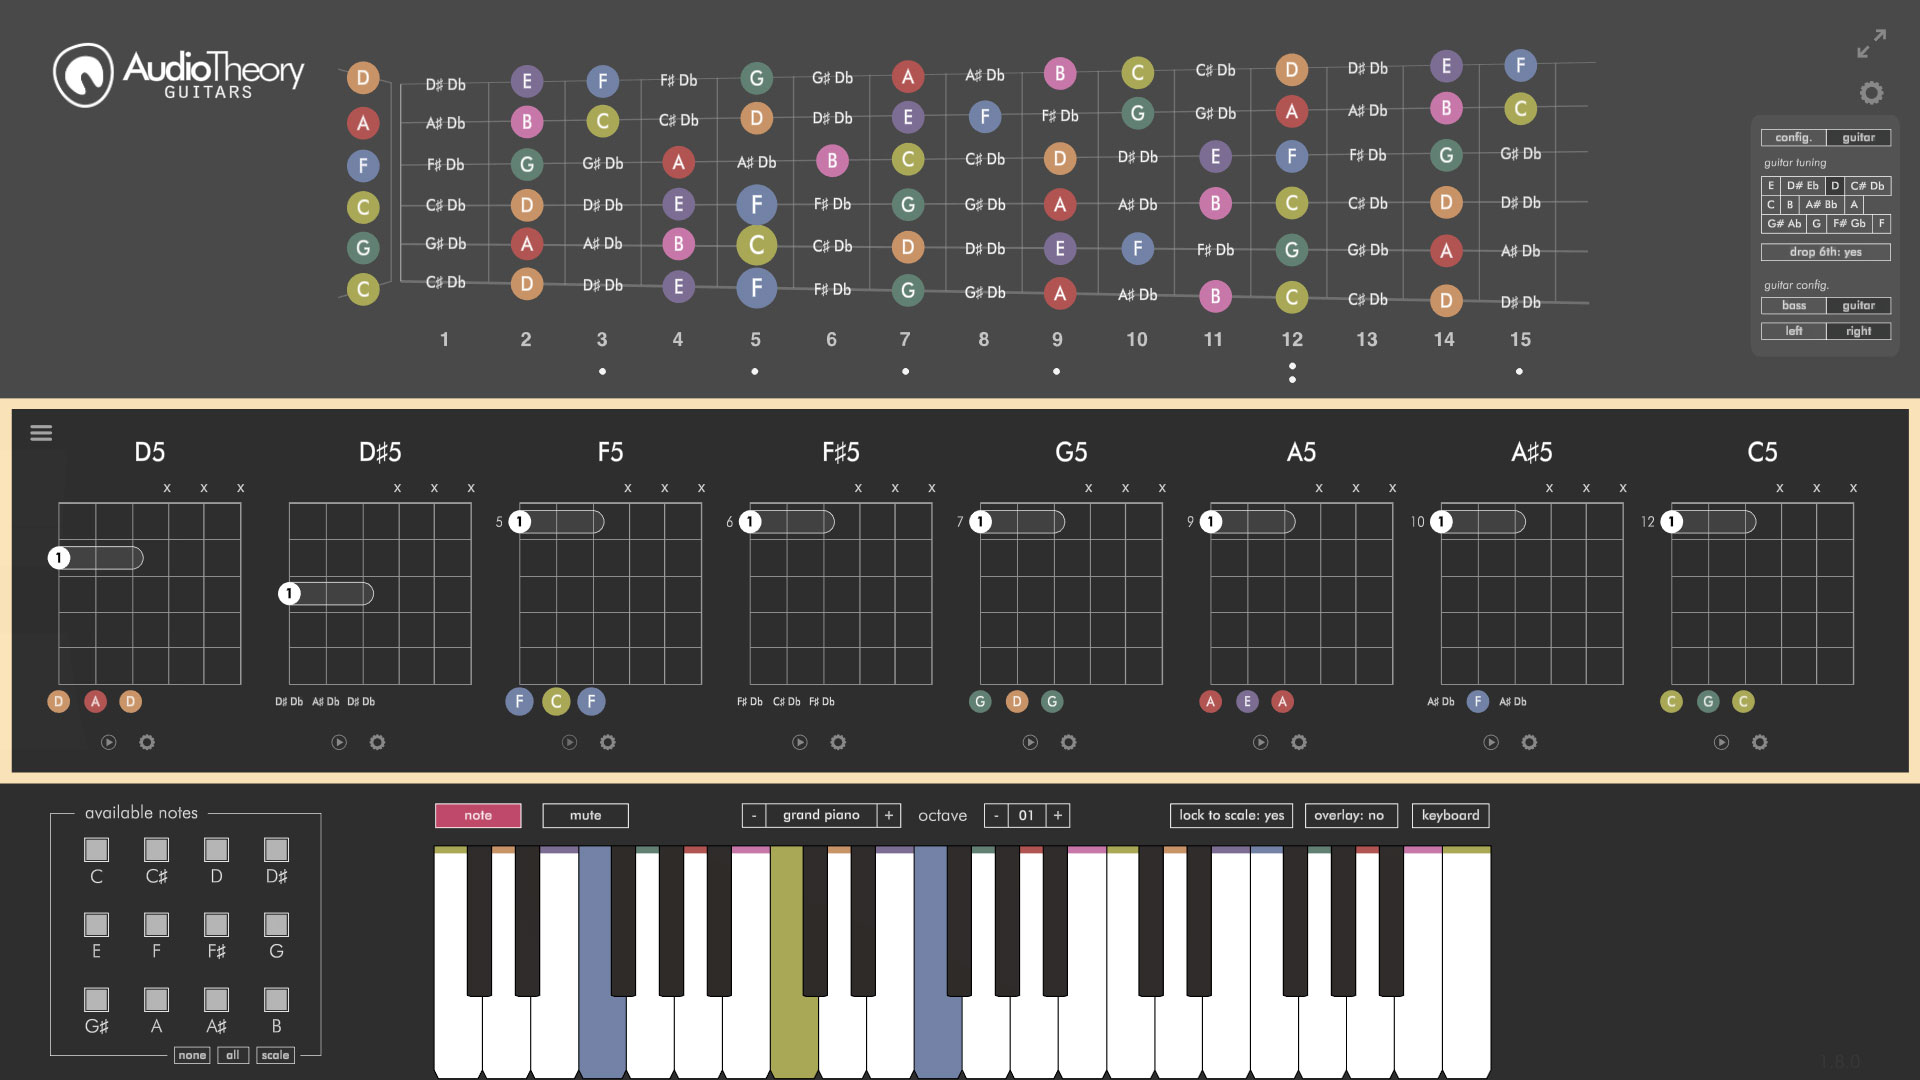 AudioTheory
GUITARS
D D♯ Db E F F♯ Db G G♯ Db A A♯ Db B C C♯ Db D D♯ Db E F
A A♯ Db B C C♯ Db D D♯ Db E F F♯ Db G G♯ Db A A♯ Db B C
F F♯ Db G G♯ Db A A♯ Db B C C♯ Db D D♯ Db E F F♯ Db G G♯ Db
C C♯ Db D D♯ Db E F F♯ Db G G♯ Db A A♯ Db B C C♯ Db D D♯ Db
G G♯ Db A A♯ Db B C C♯ Db D D♯ Db E F F♯ Db G G♯ Db A A♯ Db
C C♯ Db D D♯ Db E F F♯ Db G G♯ Db A A♯ Db B C C♯ Db D D♯ Db
1 2 3 4 5 6 7 8 9 10 11 12 13 14 15
config. guitar
guitar tuning
E D# Eb D C# Db
C B A# Bb A
G# Ab G F# Gb F
drop 6th: yes
guitar config.
bass guitar
left right
D5 D♯5 F5 F♯5 G5 A5 A♯5 C5
x x x x x x x x x x x x x x x x x x x x x x x x
5 1 6 1 7 1 9 1 10 1 12 1
1
1
D A D D♯ Db A♯ Db D♯ Db F C F F♯ Db C♯ Db F♯ Db G D G A E A A♯ Db F A♯ Db C G C
available notes
C C♯ D D♯
E F F♯ G
G♯ A A♯ B
none all scale
note mute - grand piano + octave - 01 + lock to scale: yes overlay: no keyboard
1.8.0